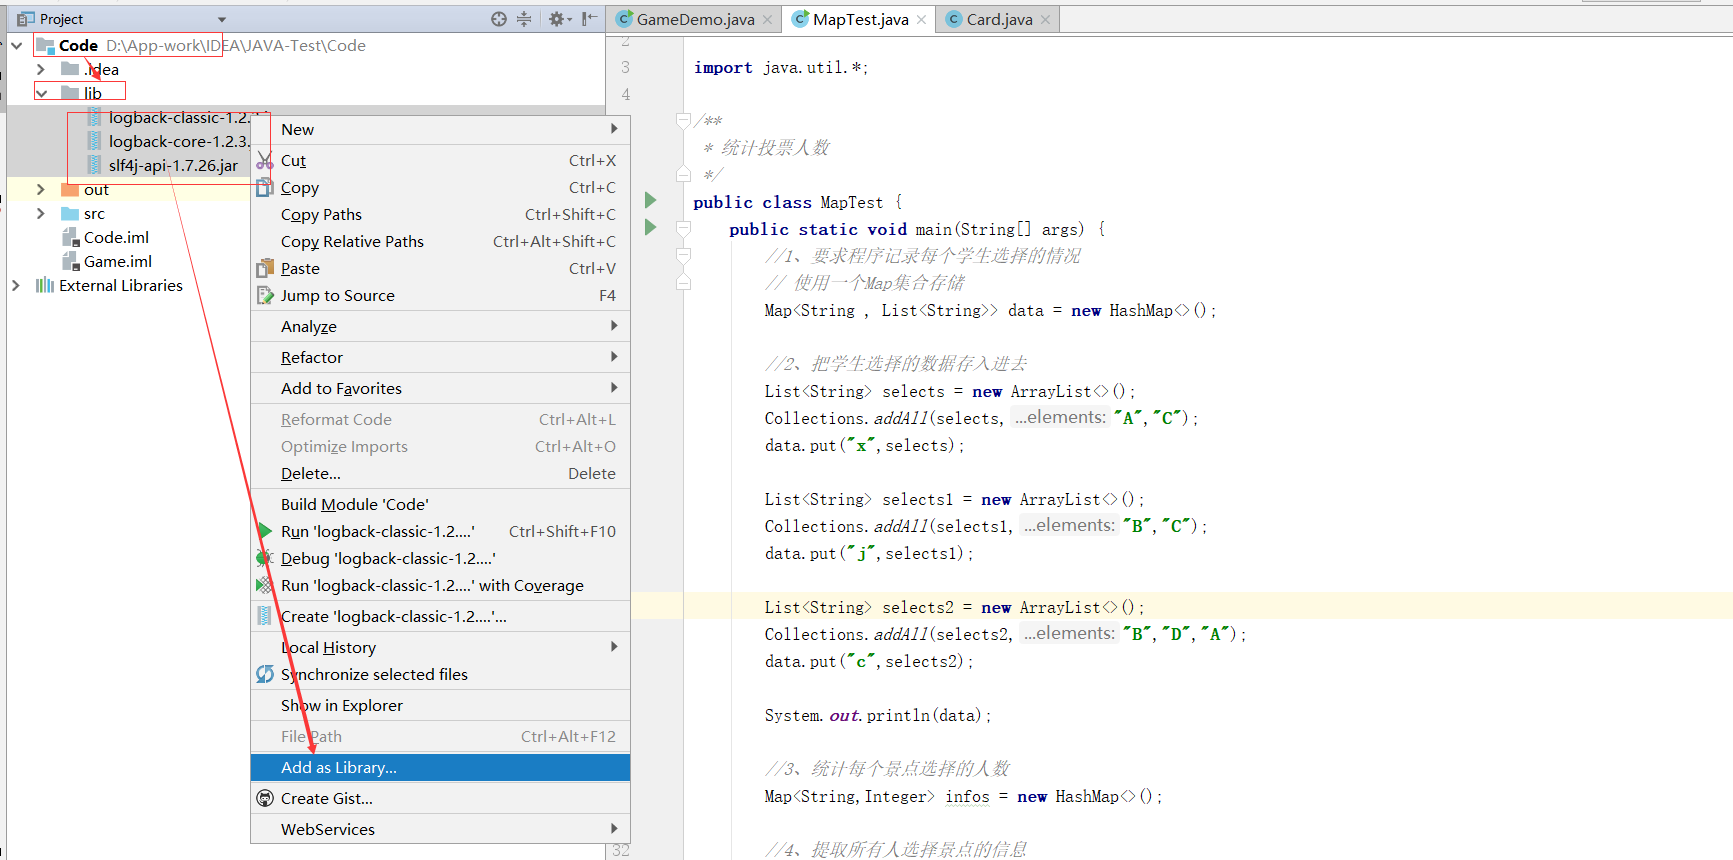 Project
Code D:\App-work\IDEA\JAVA-Test\Code
.idea
lib
logback-classic-1.2.
logback-core-1.2.3.
slf4j-api-1.7.26.jar
out
src
Code.iml
Game.iml
External Libraries
New
Cut Ctrl+X
Copy Ctrl+C
Copy Paths Ctrl+Shift+C
Copy Relative Paths Ctrl+Alt+Shift+C
Paste Ctrl+V
Jump to Source F4
Analyze
Refactor
Add to Favorites
Reformat Code Ctrl+Alt+L
Optimize Imports Ctrl+Alt+O
Delete... Delete
Build Module 'Code'
Run 'logback-classic-1.2....' Ctrl+Shift+F10
Debug 'logback-classic-1.2....'
Run 'logback-classic-1.2....' with Coverage
Create 'logback-classic-1.2....'...
Local History
Synchronize selected files
Show in Explorer
File Path Ctrl+Alt+F12
Add as Library...
Create Gist...
WebServices
GameDemo.java MapTest.java Card.java
2
3 import java.util.*;
4
/**
* 统计投票人数
*/
public class MapTest {
public static void main(String[] args) {
//1、要求程序记录每个学生选择的情况
// 使用一个Map集合存储
Map<String , List<String>> data = new HashMap<>();
//2、把学生选择的数据存入进去
List<String> selects = new ArrayList<>();
Collections.addAll(selects, ...elements: "A","C");
data.put("x",selects);
List<String> selects1 = new ArrayList<>();
Collections.addAll(selects1, ...elements: "B","C");
data.put("j",selects1);
List<String> selects2 = new ArrayList<>();
Collections.addAll(selects2, ...elements: "B","D","A");
data.put("c",selects2);
System.out.println(data);
//3、统计每个景点选择的人数
Map<String,Integer> infos = new HashMap<>();
32 //4、提取所有人选择景点的信息